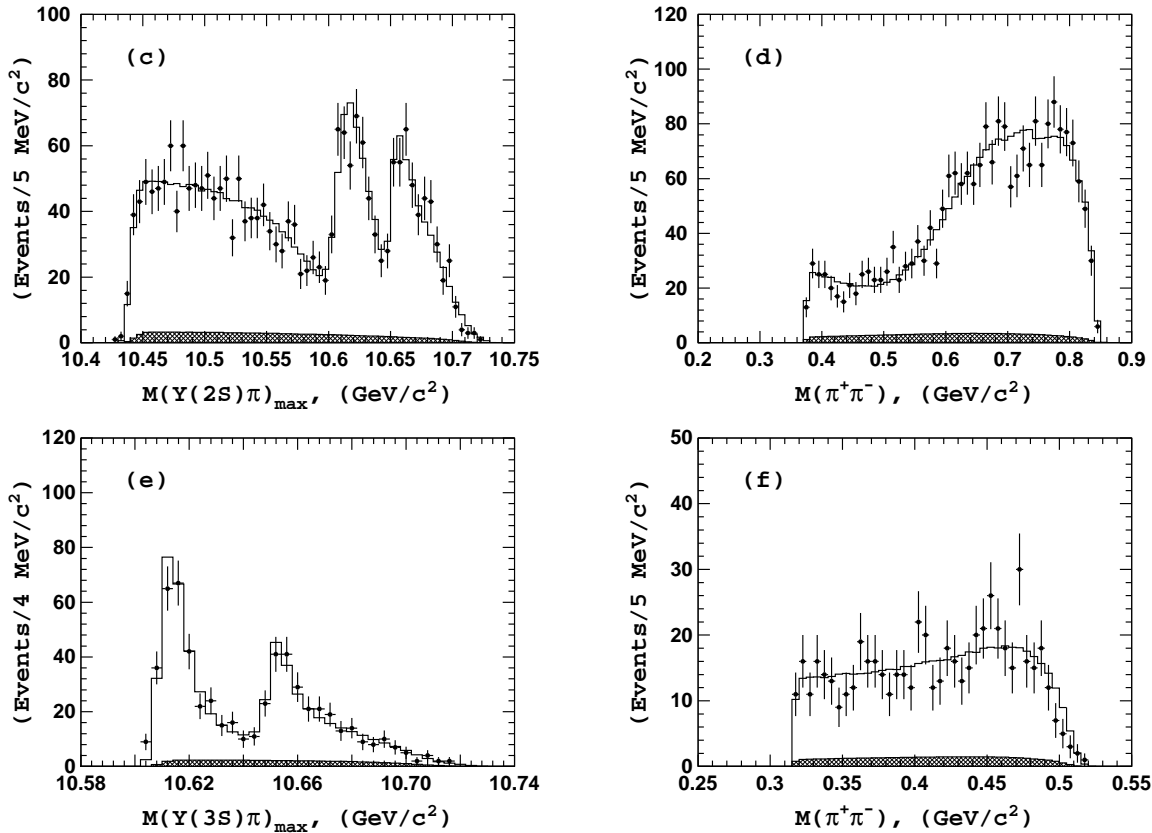 (c)
(Events/5 MeV/c²)
100
80
60
40
20
0
10.4 10.45 10.5 10.55 10.6 10.65 10.7 10.75
M(Y(2S)π)max, (GeV/c²)
(d)
(Events/5 MeV/c²)
120
100
80
60
40
20
0
0.2 0.3 0.4 0.5 0.6 0.7 0.8 0.9
M(π⁺π⁻), (GeV/c²)
(e)
(Events/4 MeV/c²)
120
100
80
60
40
20
0
10.58 10.62 10.66 10.7 10.74
M(Y(3S)π)max, (GeV/c²)
(f)
(Events/5 MeV/c²)
50
40
30
20
10
0
0.25 0.3 0.35 0.4 0.45 0.5 0.55
M(π⁺π⁻), (GeV/c²)